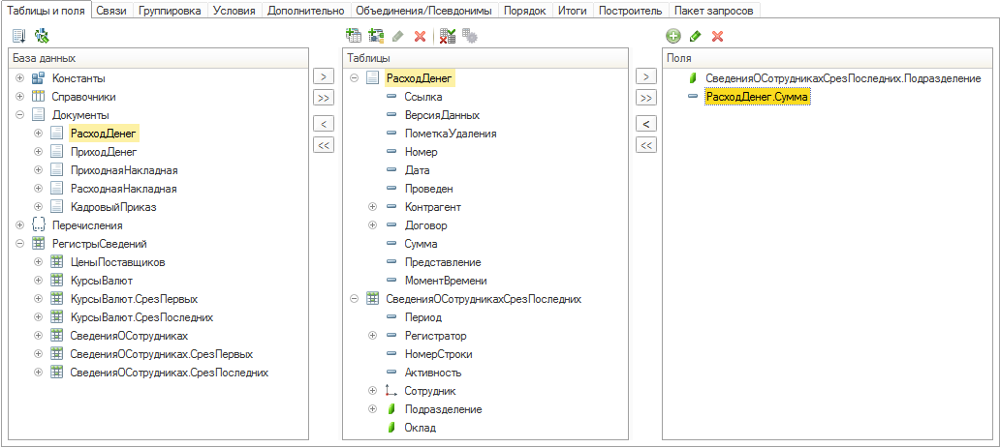 Таблицы и поля Связи Группировка Условия Дополнительно Объединения/Псевдонимы Порядок Итоги Построитель Пакет запросов
База данных
Константы
Справочники
Документы
РасходДенег
ПриходДенег
ПриходнаяНакладная
РасходнаяНакладная
КадровыйПриказ
Перечисления
РегистрыСведений
ЦеныПоставщиков
КурсыВалют
КурсыВалют.СрезПервых
КурсыВалют.СрезПоследних
СведенияОСотрудниках
СведенияОСотрудниках.СрезПервых
СведенияОСотрудниках.СрезПоследних
>
>>
<
<<
Таблицы
РасходДенег
Ссылка
ВерсияДанных
ПометкаУдаления
Номер
Дата
Проведен
Контрагент
Договор
Сумма
Представление
МоментВремени
СведенияОСотрудникахСрезПоследних
Период
Регистратор
НомерСтроки
Активность
Сотрудник
Подразделение
Оклад
>
>>
<
<<
Поля
СведенияОСотрудникахСрезПоследних.Подразделение
РасходДенег.Сумма